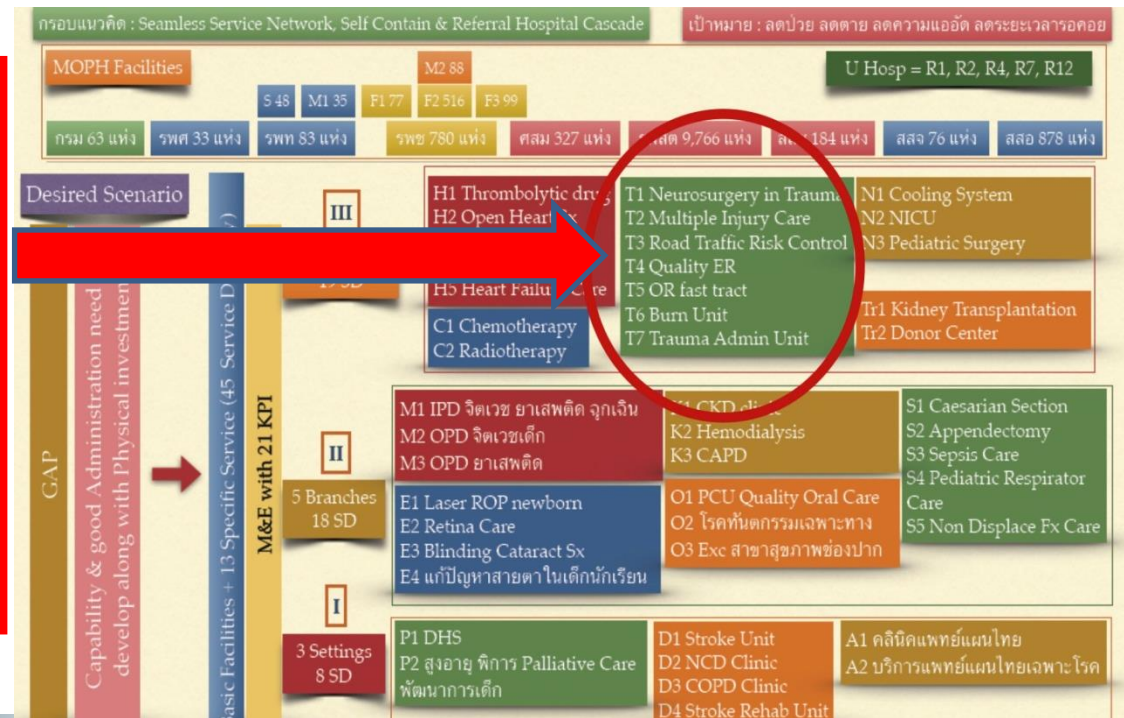 กรอบแนวคิด : Seamless Service Network, Self Contain & Referral Hospital Cascade
เป้าหมาย : ลดป่วย ลดตาย ลดความแออัด ลดระยะเวลารอคอย
MOPH Facilities
M2 88
U Hosp = R1, R2, R4, R7, R12
S 48
M1 35
F1 77
F2 516
F3 99
กรม 63 แห่ง
รพศ 33 แห่ง
รพท 83 แห่ง
รพช 780 แห่ง
ศสม 327 แห่ง
9,766 แห่ง
184 แห่ง
สสจ 76 แห่ง
สสอ 878 แห่ง
Desired Scenario
GAP
Capability & good Administration need
develop along with Physical investment
Basic Facilities + 13 Specific Service (45 Service
M&E with 21 KPI
III
H1 Thrombolytic drug
H2 Open Heart Sx
H5 Heart Failure Care
C1 Chemotherapy
C2 Radiotherapy
T1 Neurosurgery in Trauma
T2 Multiple Injury Care
T3 Road Traffic Risk Control
T4 Quality ER
T5 OR fast tract
T6 Burn Unit
T7 Trauma Admin Unit
N1 Cooling System
N2 NICU
N3 Pediatric Surgery
Tr1 Kidney Transplantation
Tr2 Donor Center
II
5 Branches
18 SD
M1 IPD จิตเวช ยาเสพติด ฉุกเฉิน
M2 OPD จิตเวชเด็ก
M3 OPD ยาเสพติด
E1 Laser ROP newborn
E2 Retina Care
E3 Blinding Cataract Sx
E4 แก้ปัญหาสายตาในเด็กนักเรียน
K1 CKD clinic
K2 Hemodialysis
K3 CAPD
O1 PCU Quality Oral Care
O2 โรคทันตกรรมเฉพาะทาง
O3 Exc สาขาสุขภาพช่องปาก
S1 Caesarian Section
S2 Appendectomy
S3 Sepsis Care
S4 Pediatric Respirator
Care
S5 Non Displace Fx Care
I
3 Settings
8 SD
P1 DHS
P2 สูงอายุ พิการ Palliative Care
พัฒนาการเด็ก
D1 Stroke Unit
D2 NCD Clinic
D3 COPD Clinic
D4 Stroke Rehab Unit
A1 คลินิคแพทย์แผนไทย
A2 บริการแพทย์แผนไทยเฉพาะโรค